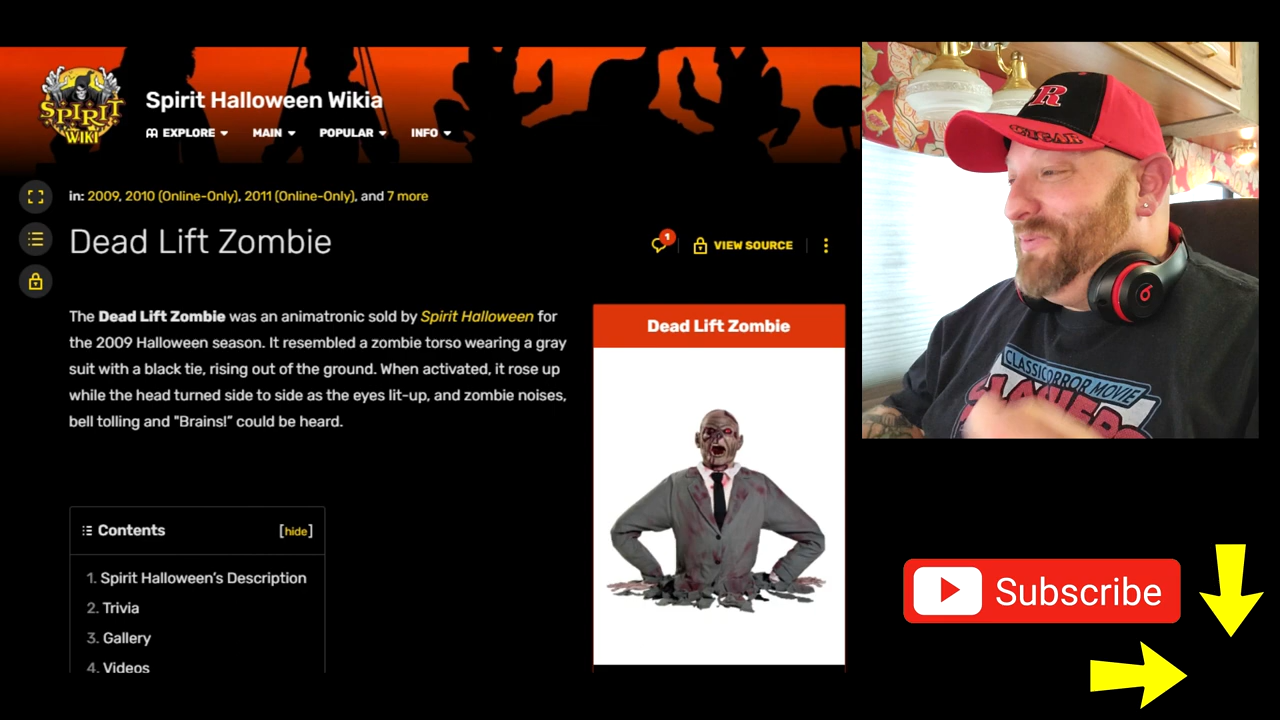 SPIRIT
WIKI
Spirit Halloween Wikia
EXPLORE MAIN POPULAR INFO
in: 2009, 2010 (Online-Only), 2011 (Online-Only), and 7 more
Dead Lift Zombie
1
VIEW SOURCE
The Dead Lift Zombie was an animatronic sold by Spirit Halloween for
the 2009 Halloween season. It resembled a zombie torso wearing a gray
suit with a black tie, rising out of the ground. When activated, it rose up
while the head turned side to side as the eyes lit-up, and zombie noises,
bell tolling and "Brains!” could be heard.
Contents [hide]
1. Spirit Halloween’s Description
2. Trivia
3. Gallery
4. Videos
Dead Lift Zombie
R
CLASSIC HORROR MOVIE
Subscribe